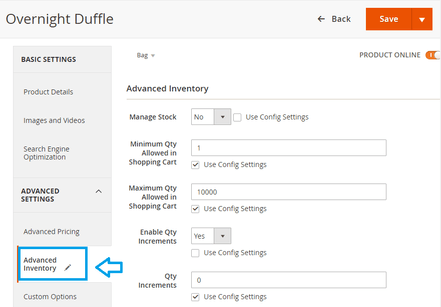 Overnight Duffle
Back
Save
BASIC SETTINGS
Bag
PRODUCT ONLINE
Product Details
Advanced Inventory
Images and Videos
Manage Stock No Use Config Settings
Search Engine
Optimization
Minimum Qty
Allowed in
Shopping Cart
1
Use Config Settings
ADVANCED
SETTINGS
Maximum Qty
Allowed in
Shopping Cart
10000
Use Config Settings
Advanced Pricing
Enable Qty
Increments
Yes
Use Config Settings
Advanced
Inventory
Qty
Increments
0
Use Config Settings
Custom Options